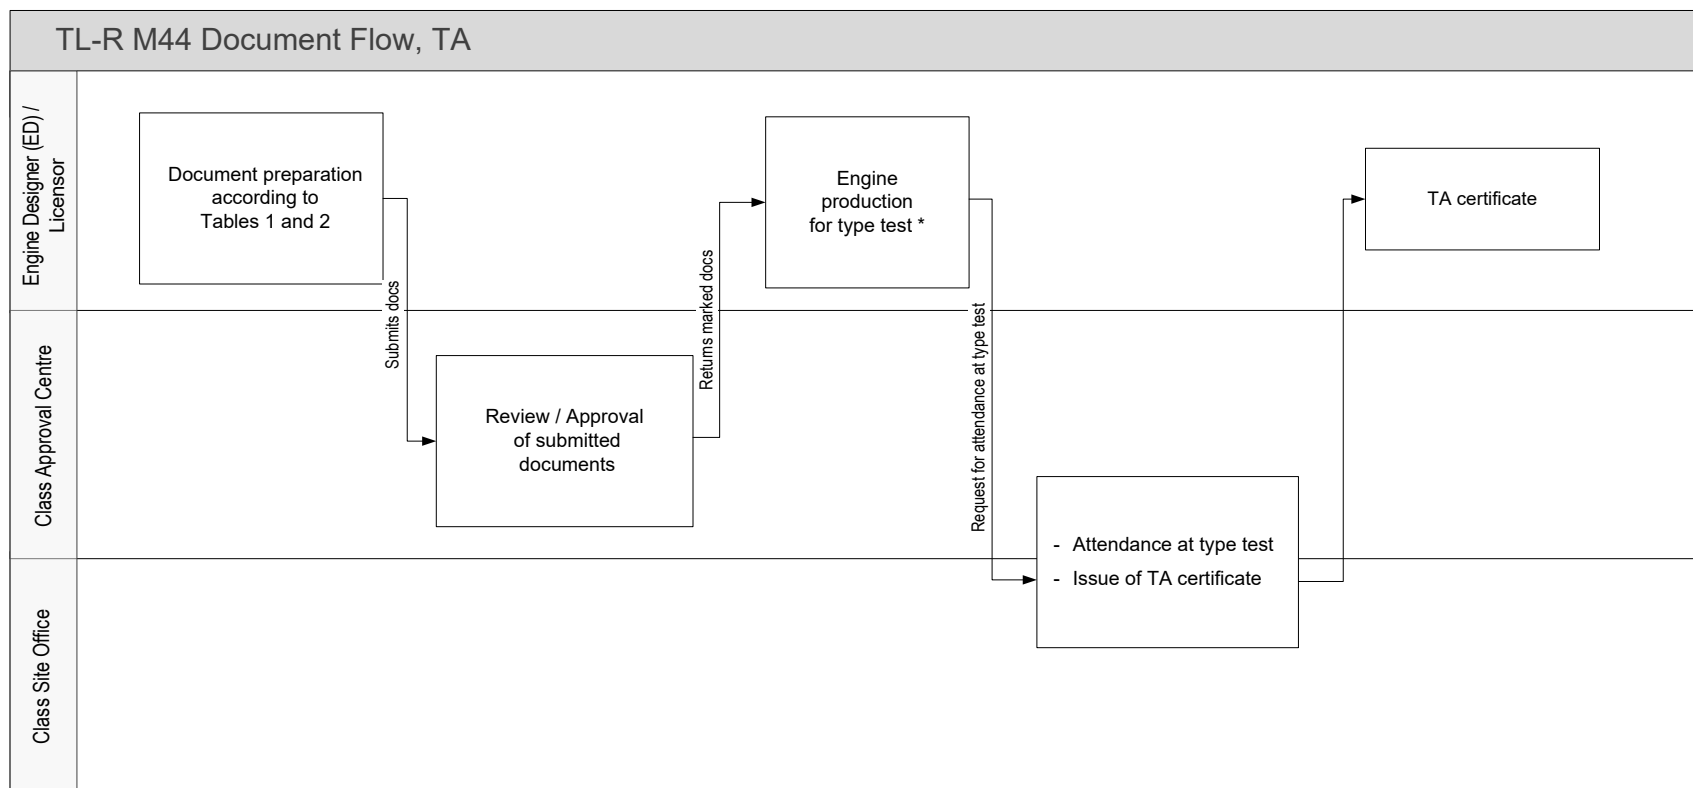 TL-R M44 Document Flow, TA
Engine Designer (ED) /
Licensor
Document preparation
according to
Tables 1 and 2
Submits docs
Returns marked docs
Engine
production
for type test *
Request for attendance at type test
TA certificate
Class Approval Centre
Review / Approval
of submitted
documents
- Attendance at type test
- Issue of TA certificate
Class Site Office